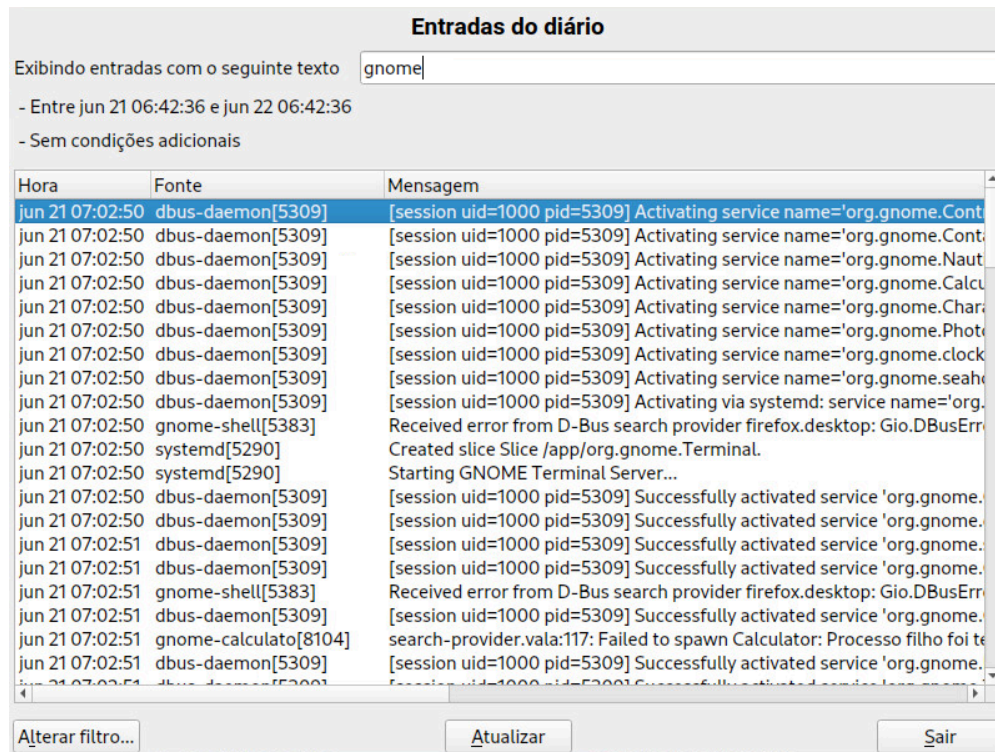 Entradas do diário
Exibindo entradas com o seguinte texto gnome
- Entre jun 21 06:42:36 e jun 22 06:42:36
- Sem condições adicionais
Hora Fonte Mensagem
jun 21 07:02:50 dbus-daemon[5309] [session uid=1000 pid=5309] Activating service name='org.gnome.Cont
jun 21 07:02:50 dbus-daemon[5309] [session uid=1000 pid=5309] Activating service name='org.gnome.Conta
jun 21 07:02:50 dbus-daemon[5309] [session uid=1000 pid=5309] Activating service name='org.gnome.Naut
jun 21 07:02:50 dbus-daemon[5309] [session uid=1000 pid=5309] Activating service name='org.gnome.Calcu
jun 21 07:02:50 dbus-daemon[5309] [session uid=1000 pid=5309] Activating service name='org.gnome.Chara
jun 21 07:02:50 dbus-daemon[5309] [session uid=1000 pid=5309] Activating service name='org.gnome.Photo
jun 21 07:02:50 dbus-daemon[5309] [session uid=1000 pid=5309] Activating service name='org.gnome.clock
jun 21 07:02:50 dbus-daemon[5309] [session uid=1000 pid=5309] Activating service name='org.gnome.seaho
jun 21 07:02:50 dbus-daemon[5309] [session uid=1000 pid=5309] Activating via systemd: service name='org.
jun 21 07:02:50 gnome-shell[5383] Received error from D-Bus search provider firefox.desktop: Gio.DBusErr
jun 21 07:02:50 systemd[5290] Created slice Slice /app/org.gnome.Terminal.
jun 21 07:02:50 systemd[5290] Starting GNOME Terminal Server...
jun 21 07:02:50 dbus-daemon[5309] [session uid=1000 pid=5309] Successfully activated service 'org.gnome.
jun 21 07:02:50 dbus-daemon[5309] [session uid=1000 pid=5309] Successfully activated service 'org.gnome.
jun 21 07:02:51 dbus-daemon[5309] [session uid=1000 pid=5309] Successfully activated service 'org.gnome.
jun 21 07:02:51 dbus-daemon[5309] [session uid=1000 pid=5309] Successfully activated service 'org.gnome.
jun 21 07:02:51 gnome-shell[5383] Received error from D-Bus search provider firefox.desktop: Gio.DBusErr
jun 21 07:02:51 dbus-daemon[5309] [session uid=1000 pid=5309] Successfully activated service 'org.gnome.
jun 21 07:02:51 gnome-calculato[8104] search-provider.vala:117: Failed to spawn Calculator: Processo filho foi te
jun 21 07:02:51 dbus-daemon[5309] [session uid=1000 pid=5309] Successfully activated service 'org.gnome.
Alterar filtro... Atualizar Sair